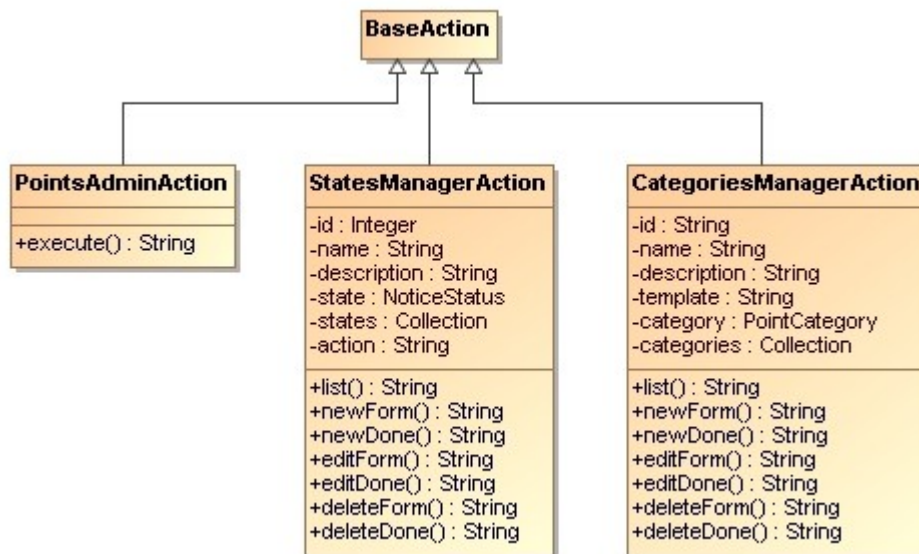 BaseAction
PointsAdminAction
+execute() : String
StatesManagerAction
-id : Integer
-name : String
-description : String
-state : NoticeStatus
-states : Collection
-action : String
+list() : String
+newForm() : String
+newDone() : String
+editForm() : String
+editDone() : String
+deleteForm() : String
+deleteDone() : String
CategoriesManagerAction
-id : String
-name : String
-description : String
-template : String
-category : PointCategory
-categories : Collection
+list() : String
+newForm() : String
+newDone() : String
+editForm() : String
+editDone() : String
+deleteForm() : String
+deleteDone() : String